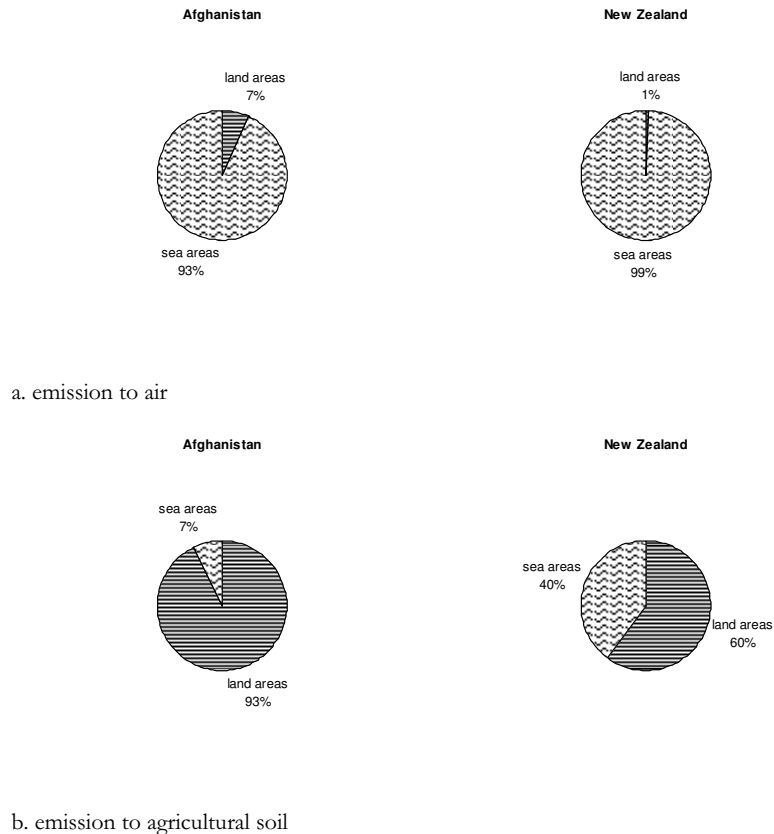 Afghanistan
New Zealand
land areas
7%
land areas
1%
sea areas
93%
sea areas
99%
a. emission to air
Afghanistan
New Zealand
sea areas
7%
sea areas
40%
land areas
60%
land areas
93%
b. emission to agricultural soil